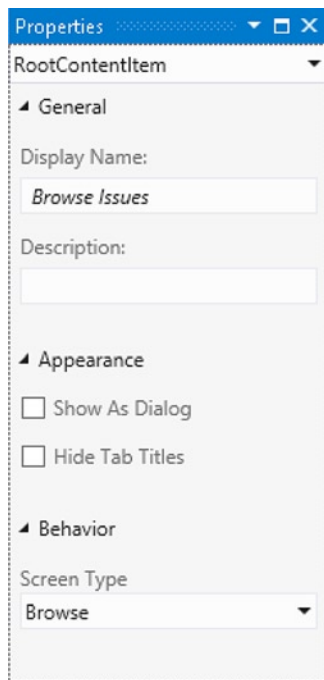 Properties
RootContentItem
General
Display Name:
Browse Issues
Description:
Appearance
Show As Dialog
Hide Tab Titles
Behavior
Screen Type
Browse